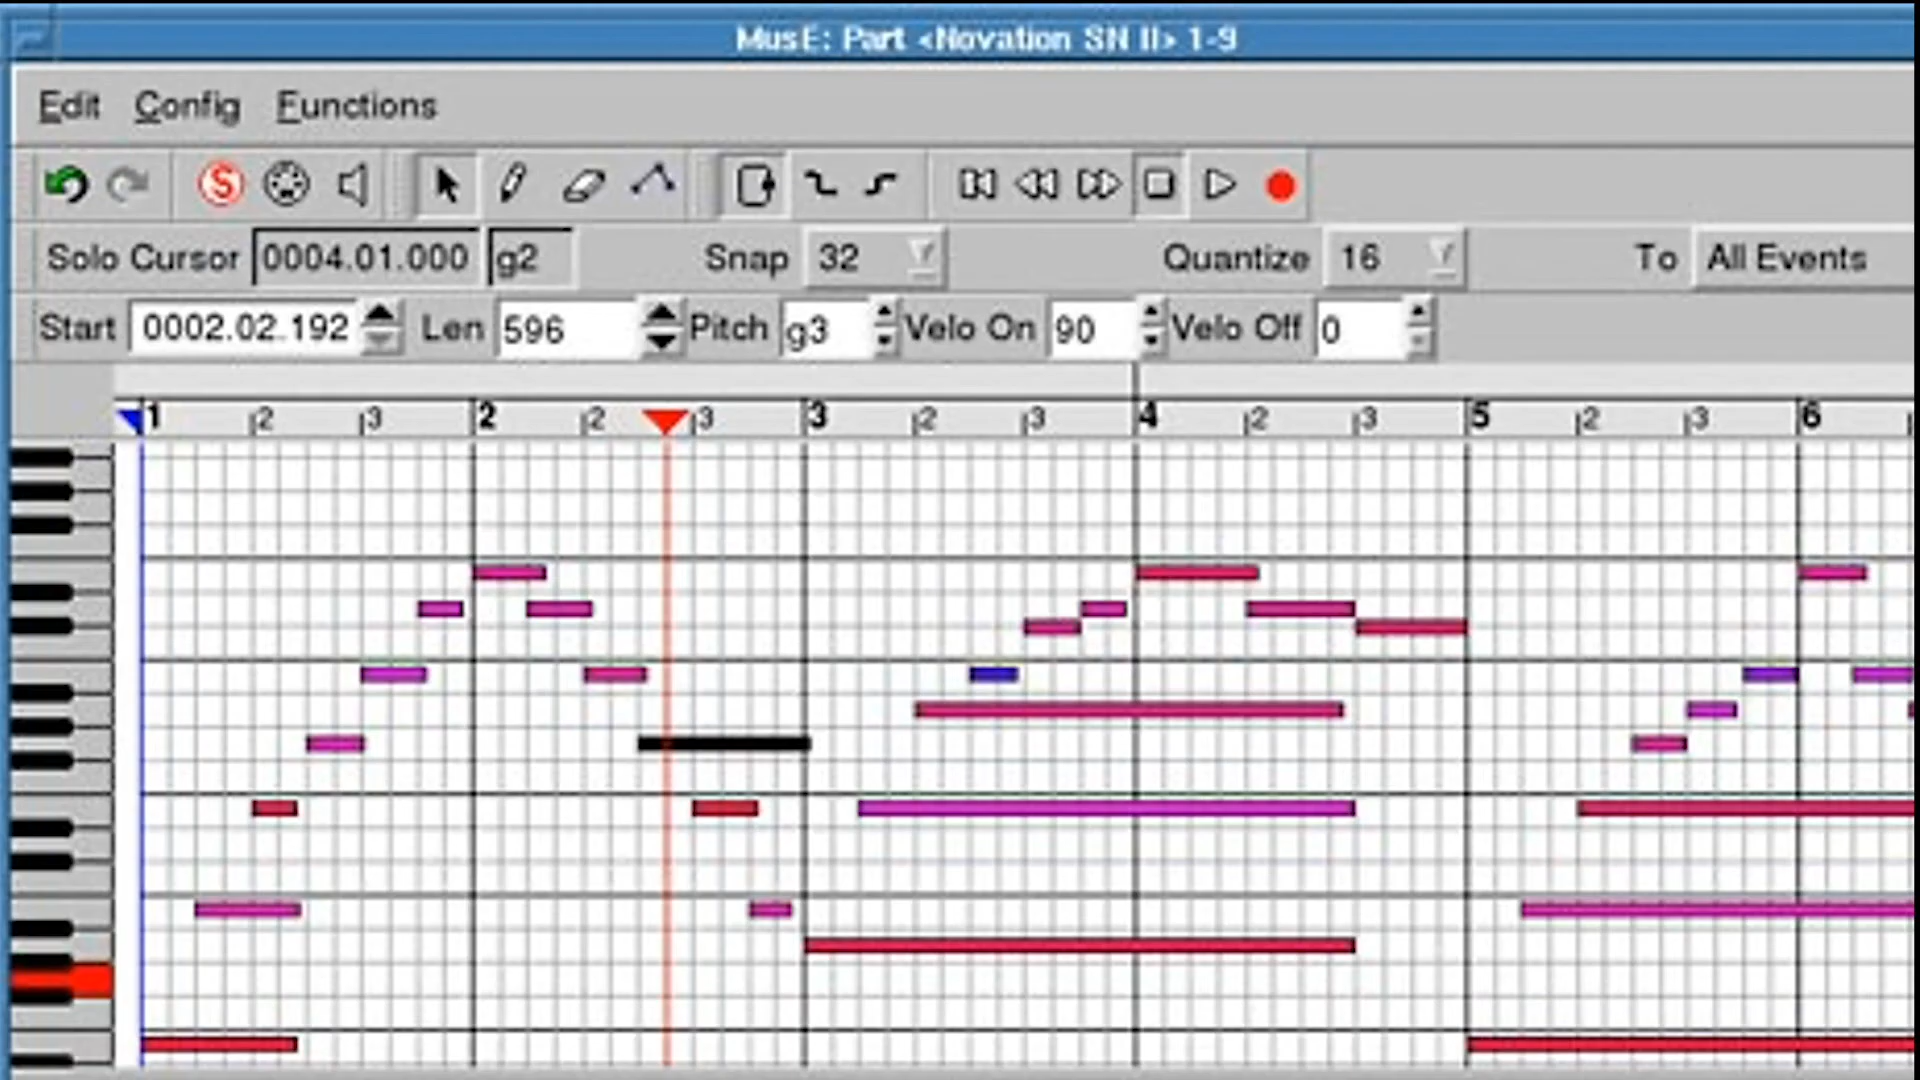 MusE: Part <Novation SN II> 1-9
Edit Config Functions
S
Solo Cursor 0004.01.000 g2 Snap 32 Quantize 16 To All Events
Start 0002.02.192 Len 596 Pitch g3 Velo On 90 Velo Off 0
1 2 3 2 2 3 3 2 3 4 2 3 5 2 3 6